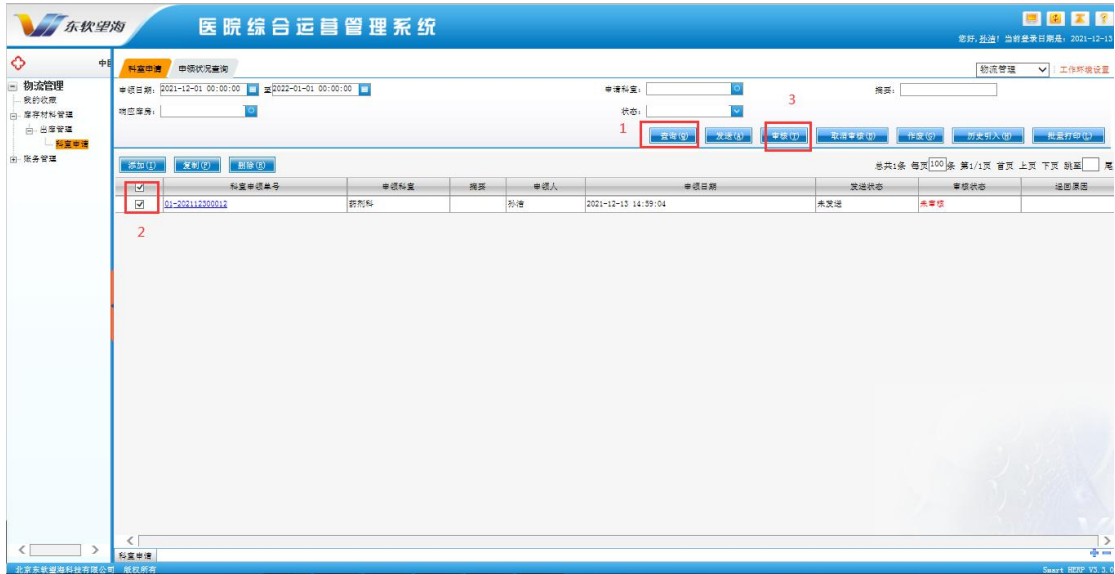 东软望海
医院综合运营管理系统
您好,孙洁! 当前登录日期是: 2021-12-13
科室申请 申领状况查询
物流管理 工作环境设置
物流管理
我的收藏
库存材料管理
出库管理
科室申请
账务管理
申领日期: 2021-12-01 00:00:00 至 2022-01-01 00:00:00 申请科室: 摘要:
响应库房: 状态:
1
3
查询(Q) 发送(A) 审核(T) 取消审核(D) 作废(G) 历史引入(H) 批量打印(L)
添加(I) 复制(F) 删除(R)
总共1条 每页 100 条 第1/1页 首页 上页 下页 跳至 尾
科室申领单号 申领科室 摘要 申领人 申领日期 发送状态 审核状态 退回原因
01-202112300012 药剂科 孙洁 2021-12-13 14:39:04 未发送 未审核
2
科室申请
北京东软望海科技有限公司 版权所有
Smart HERP V3.3.0